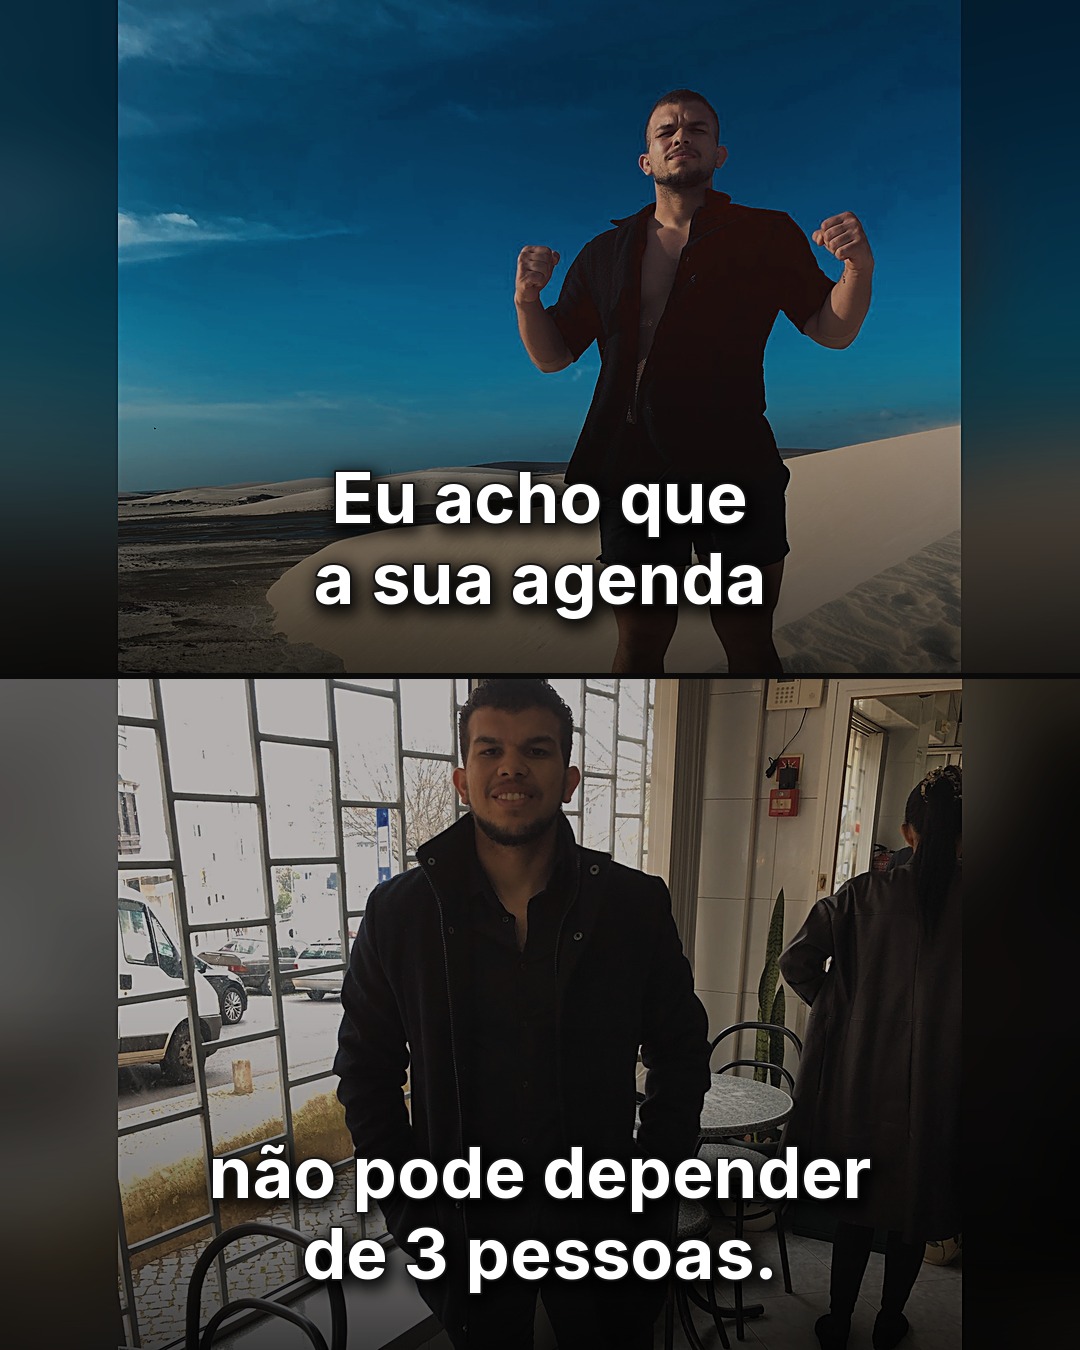 Eu acho que
a sua agenda
não pode depender
de 3 pessoas.